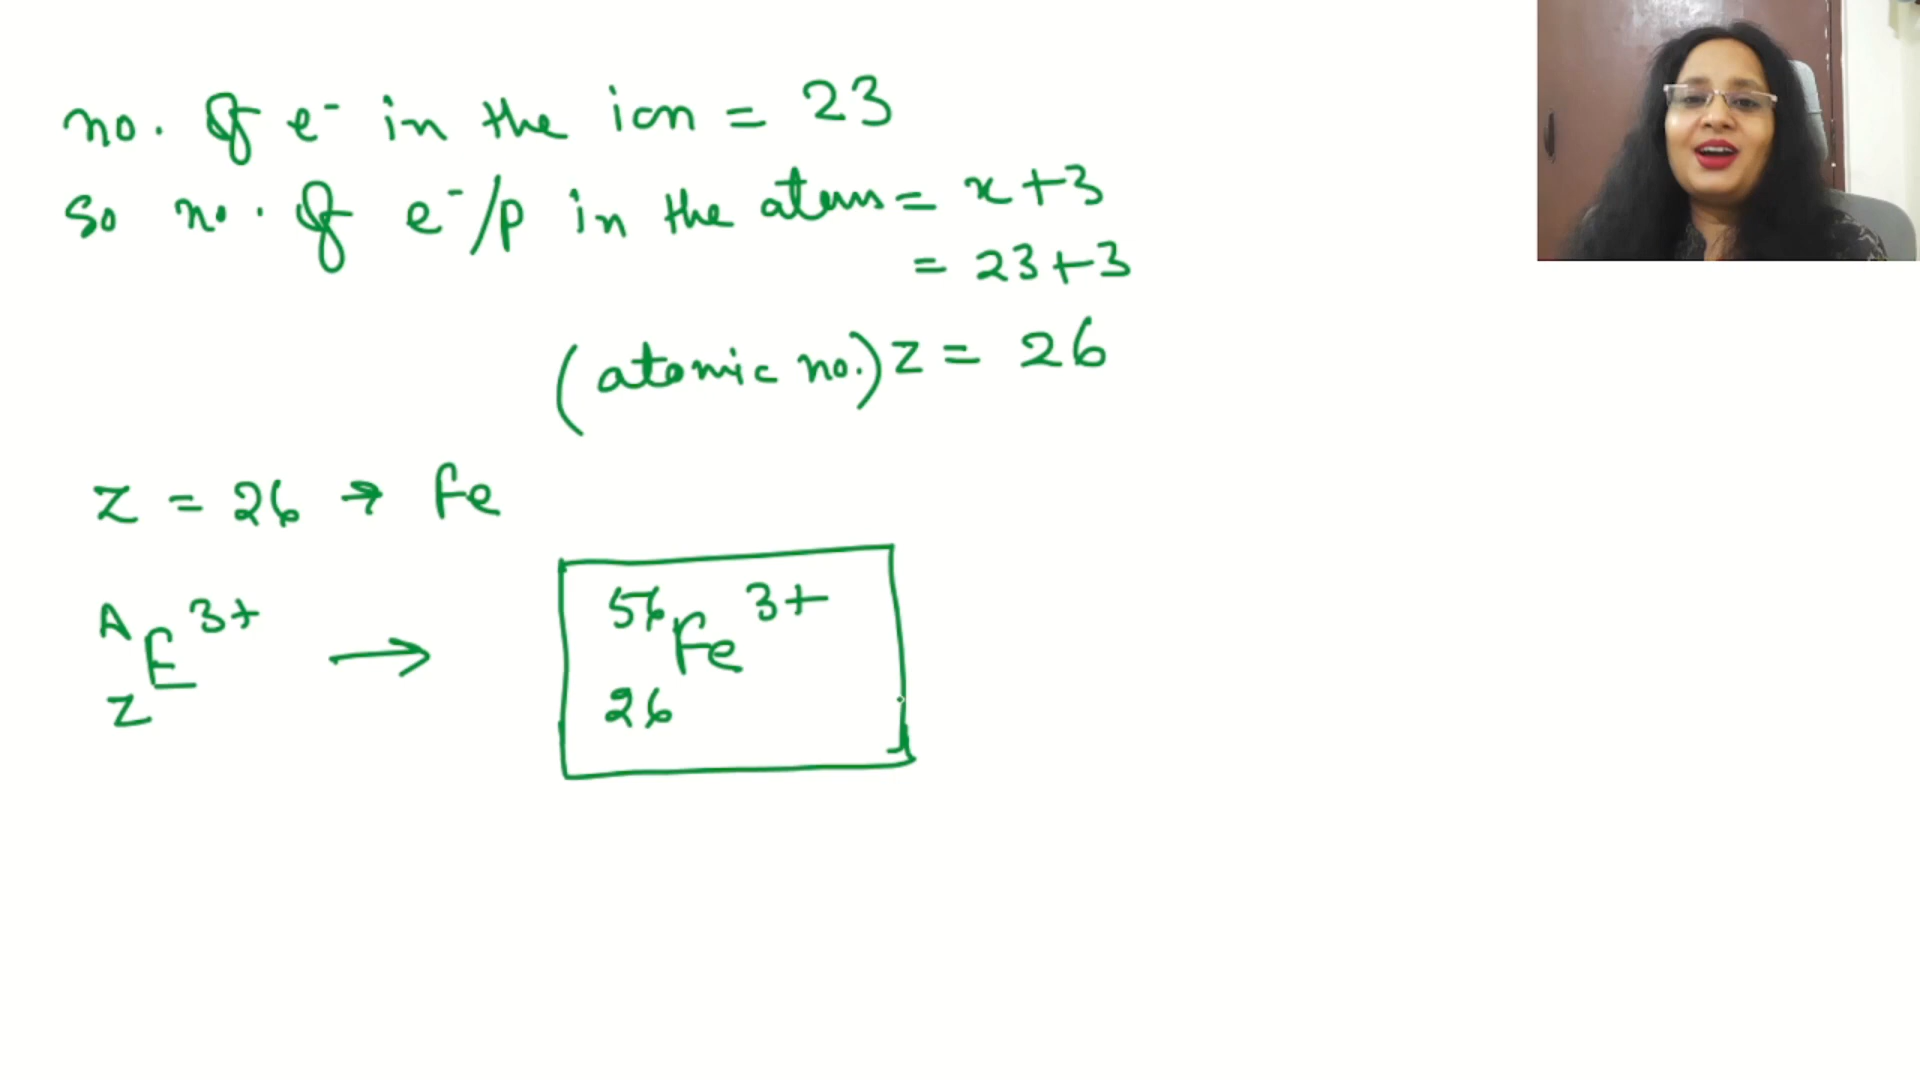 no. of e⁻ in the ion = 23
so no. of e⁻/p in the atom = x+3
= 23+3
(atomic no.) z = 26
z = 26 → Fe
A E 3+ z → 56 Fe 3+ 26